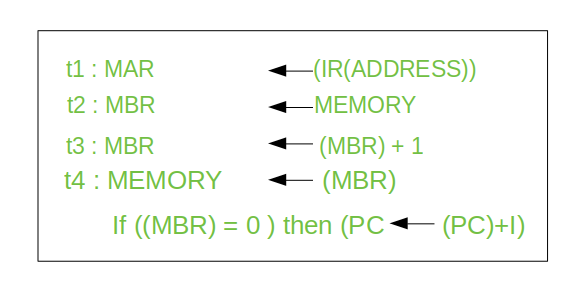 t1 : MAR ← (IR(ADDRESS))
t2 : MBR ← MEMORY
t3 : MBR ← (MBR) + 1
t4 : MEMORY ← (MBR)
If ((MBR) = 0 ) then (PC ← (PC)+I)